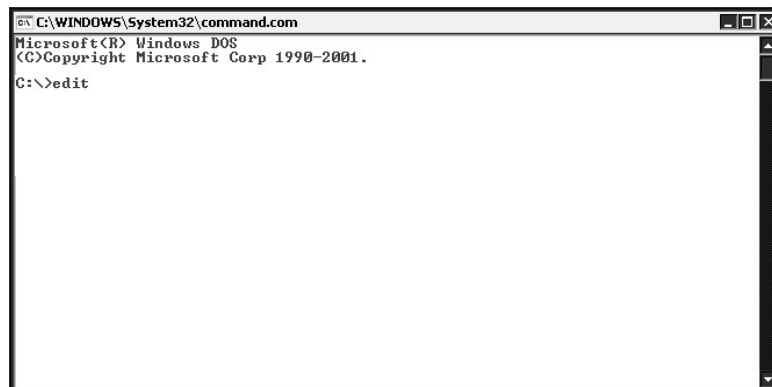 C:\WINDOWS\System32\command.com
Microsoft(R) Windows DOS
(C)Copyright Microsoft Corp 1990-2001.
C:\>edit